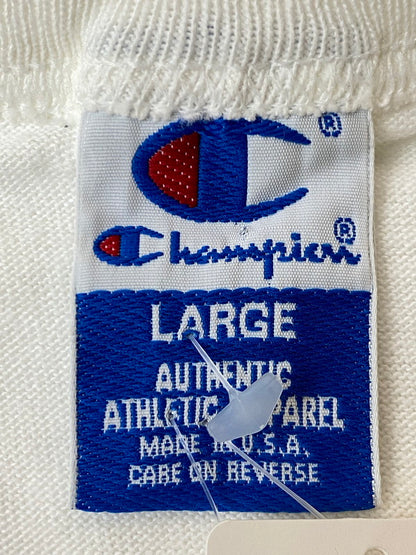 ®
Champion®
LARGE
AUTHENTIC
ATHLETIC APPAREL
MADE IN U.S.A.
CARE ON REVERSE